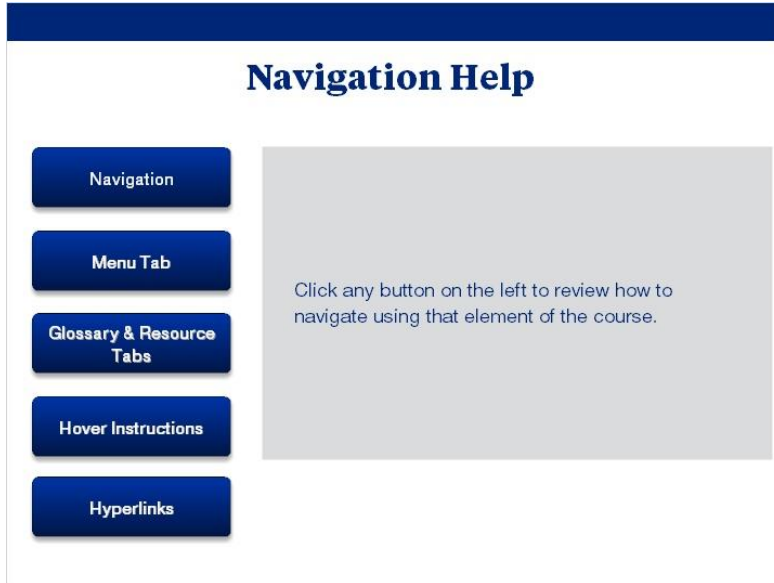 Navigation Help
Navigation
Menu Tab
Glossary & Resource
Tabs
Hover Instructions
Hyperlinks
Click any button on the left to review how to
navigate using that element of the course.